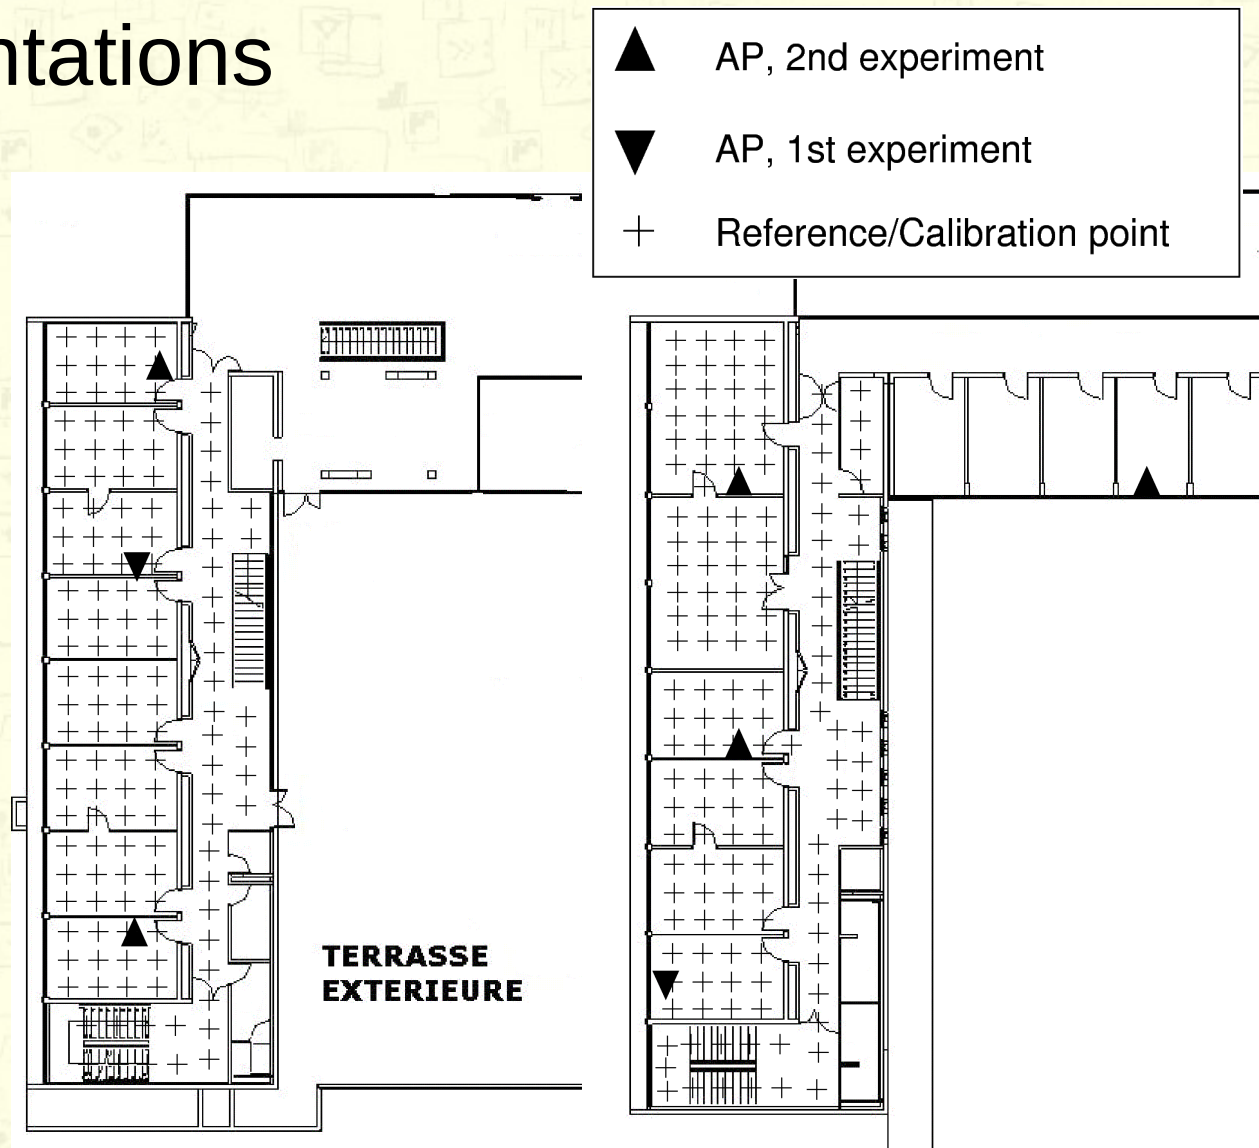 ntations
AP, 2nd experiment
AP, 1st experiment
Reference/Calibration point
TERRASSE
EXTERIEURE